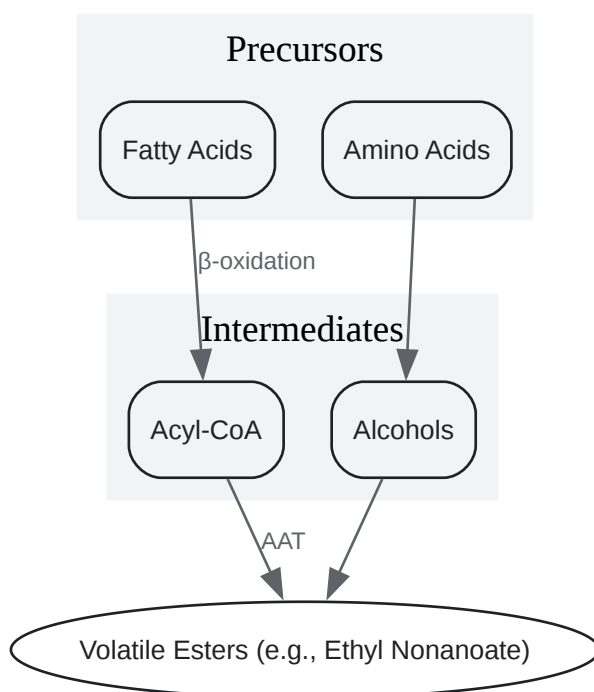 Precursors
Fatty Acids
Amino Acids
β-oxidation
Intermediates
Acyl-CoA
Alcohols
AAT
Volatile Esters (e.g., Ethyl Nonanoate)